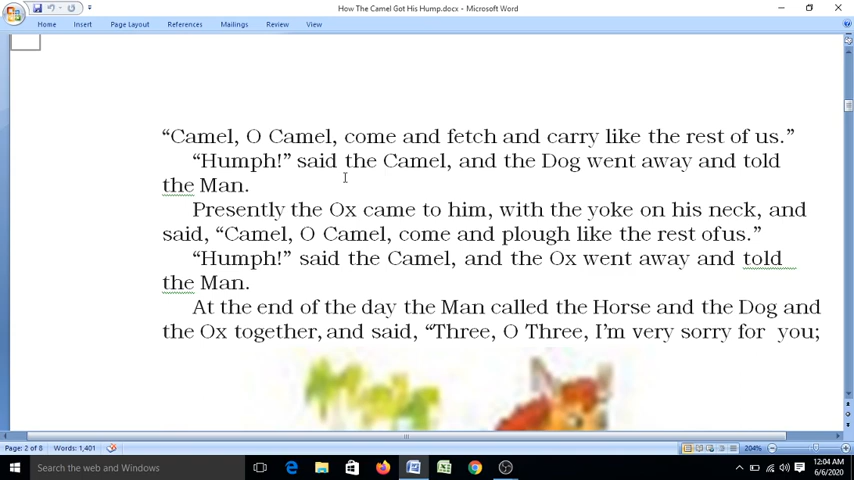 How The Camel Got His Hump.docx - Microsoft Word
Home Insert Page Layout References Mailings Review View
“Camel, O Camel, come and fetch and carry like the rest of us.”
“Humph!” said the Camel, and the Dog went away and told
the Man.
Presently the Ox came to him, with the yoke on his neck, and
said, “Camel, O Camel, come and plough like the rest of us.”
“Humph!” said the Camel, and the Ox went away and told
the Man.
At the end of the day the Man called the Horse and the Dog and
the Ox together, and said, “Three, O Three, I’m very sorry for you;
Page: 2 of 8 Words: 1,401 204%
Search the web and Windows 12:04 AM
6/6/2020